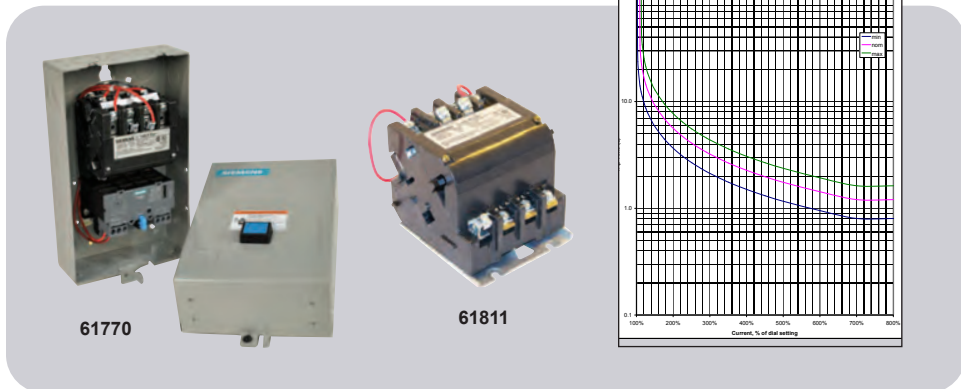 SIEMENS
61770
61811
min
nom
max
10.0
1.0
0.1
100% 200% 300% 400% 500% 600% 700% 800%
Current, % of dial setting